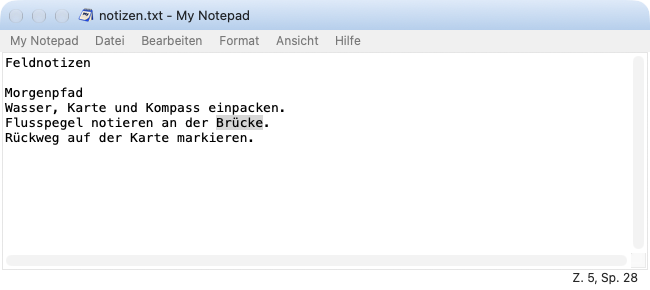 notizen.txt - My Notepad
My Notepad Datei Bearbeiten Format Ansicht Hilfe
Feldnotizen
Morgenpfad
Wasser, Karte und Kompass einpacken.
Flusspegel notieren an der Brücke.
Rückweg auf der Karte markieren.
Z. 5, Sp. 28